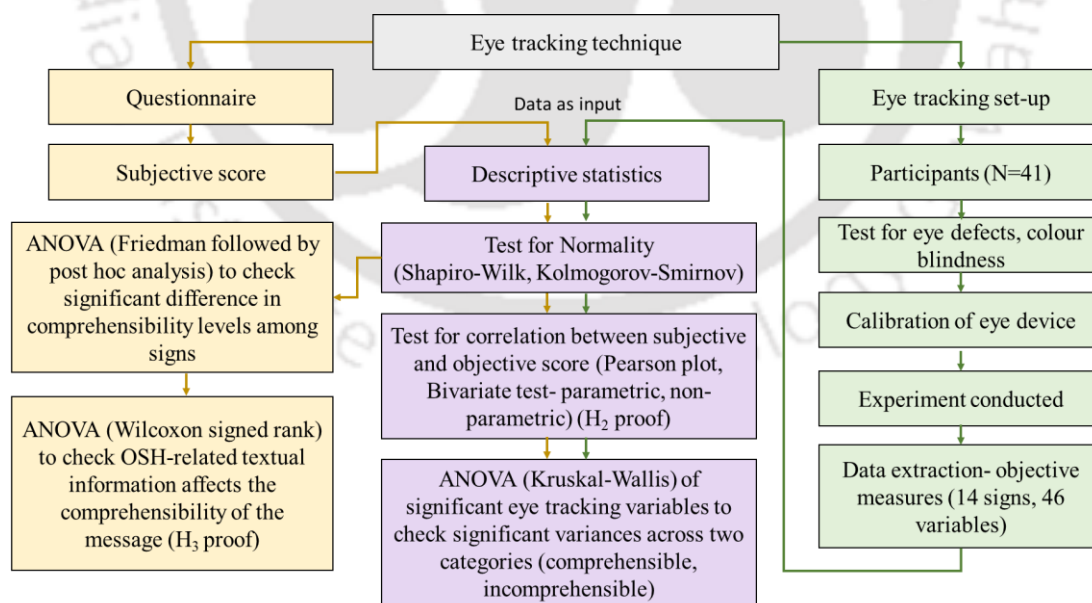 Eye tracking technique
Questionnaire
Subjective score
ANOVA (Friedman followed by
post hoc analysis) to check
significant difference in
comprehensibility levels among
signs
ANOVA (Wilcoxon signed rank)
to check OSH-related textual
information affects the
comprehensibility of the
message (H₃ proof)
Data as input
Descriptive statistics
Test for Normality
(Shapiro-Wilk, Kolmogorov-Smirnov)
Test for correlation between subjective
and objective score (Pearson plot,
Bivariate test- parametric, non-
parametric) (H₂ proof)
ANOVA (Kruskal-Wallis) of
significant eye tracking variables to
check significant variances across two
categories (comprehensible,
incomprehensible)
Eye tracking set-up
Participants (N=41)
Test for eye defects, colour
blindness
Calibration of eye device
Experiment conducted
Data extraction- objective
measures (14 signs, 46
variables)